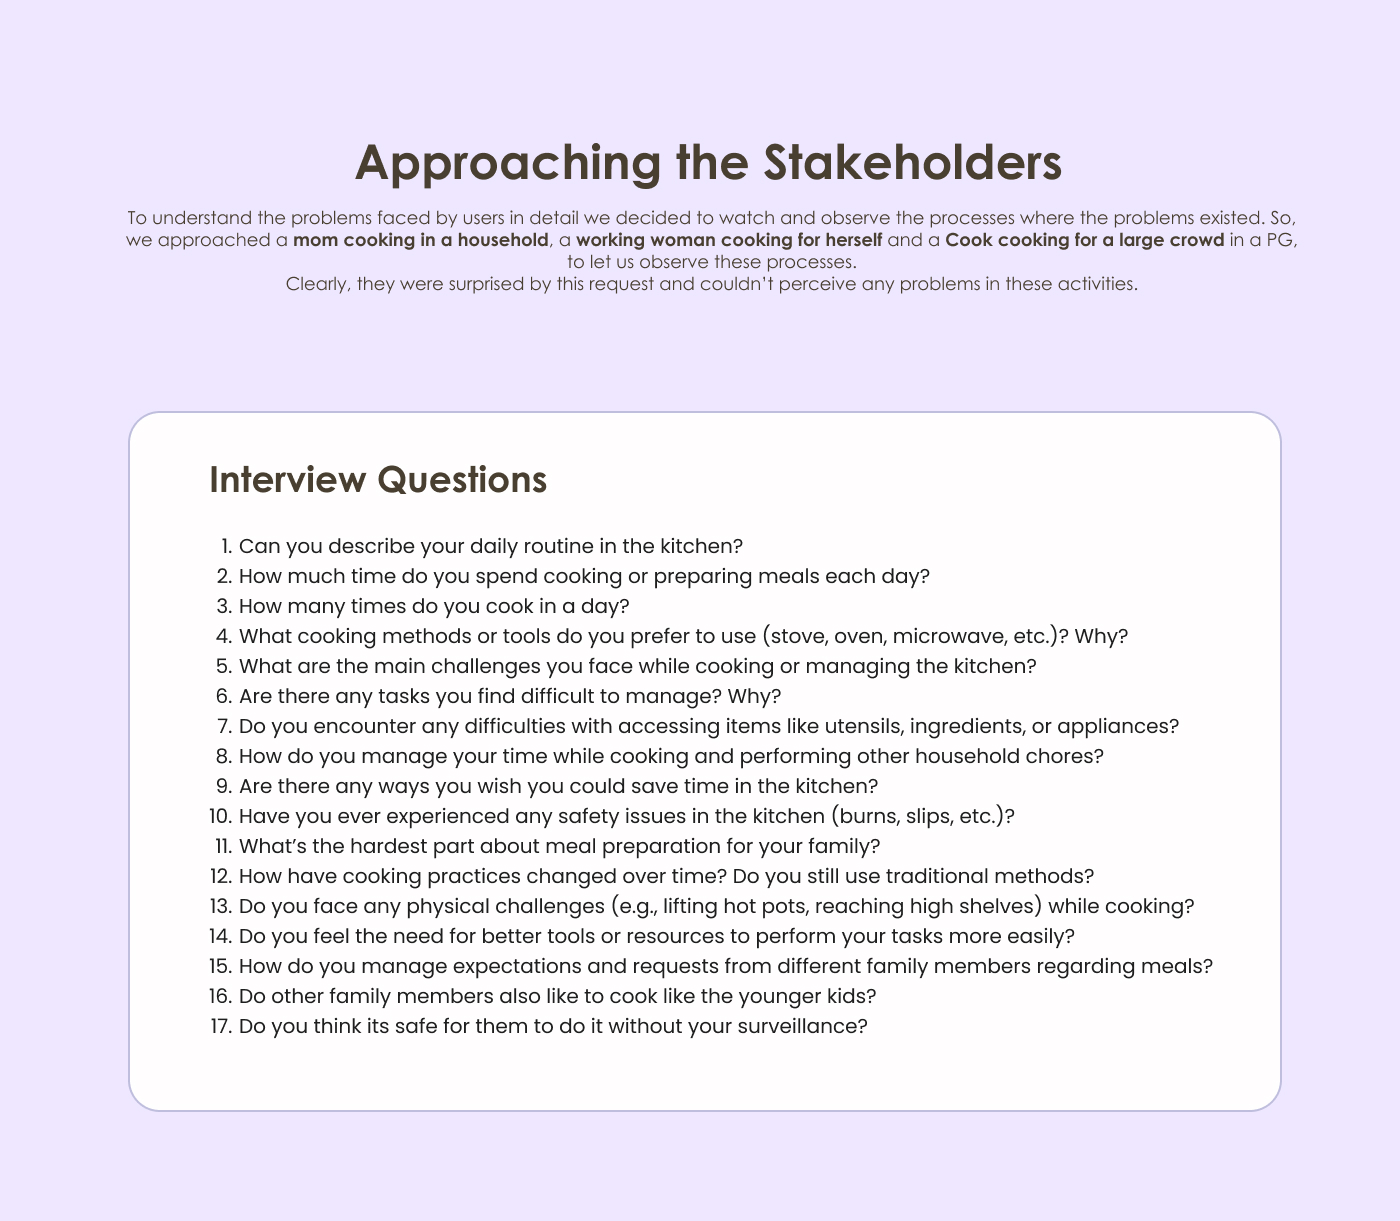 Approaching the Stakeholders
To understand the problems faced by users in detail we decided to watch and observe the processes where the problems existed. So,
we approached a mom cooking in a household, a working woman cooking for herself and a Cook cooking for a large crowd in a PG,
to let us observe these processes.
Clearly, they were surprised by this request and couldn’t perceive any problems in these activities.
Interview Questions
1. Can you describe your daily routine in the kitchen?
2. How much time do you spend cooking or preparing meals each day?
3. How many times do you cook in a day?
4. What cooking methods or tools do you prefer to use (stove, oven, microwave, etc.)? Why?
5. What are the main challenges you face while cooking or managing the kitchen?
6. Are there any tasks you find difficult to manage? Why?
7. Do you encounter any difficulties with accessing items like utensils, ingredients, or appliances?
8. How do you manage your time while cooking and performing other household chores?
9. Are there any ways you wish you could save time in the kitchen?
10. Have you ever experienced any safety issues in the kitchen (burns, slips, etc.)?
11. What’s the hardest part about meal preparation for your family?
12. How have cooking practices changed over time? Do you still use traditional methods?
13. Do you face any physical challenges (e.g., lifting hot pots, reaching high shelves) while cooking?
14. Do you feel the need for better tools or resources to perform your tasks more easily?
15. How do you manage expectations and requests from different family members regarding meals?
16. Do other family members also like to cook like the younger kids?
17. Do you think its safe for them to do it without your surveillance?